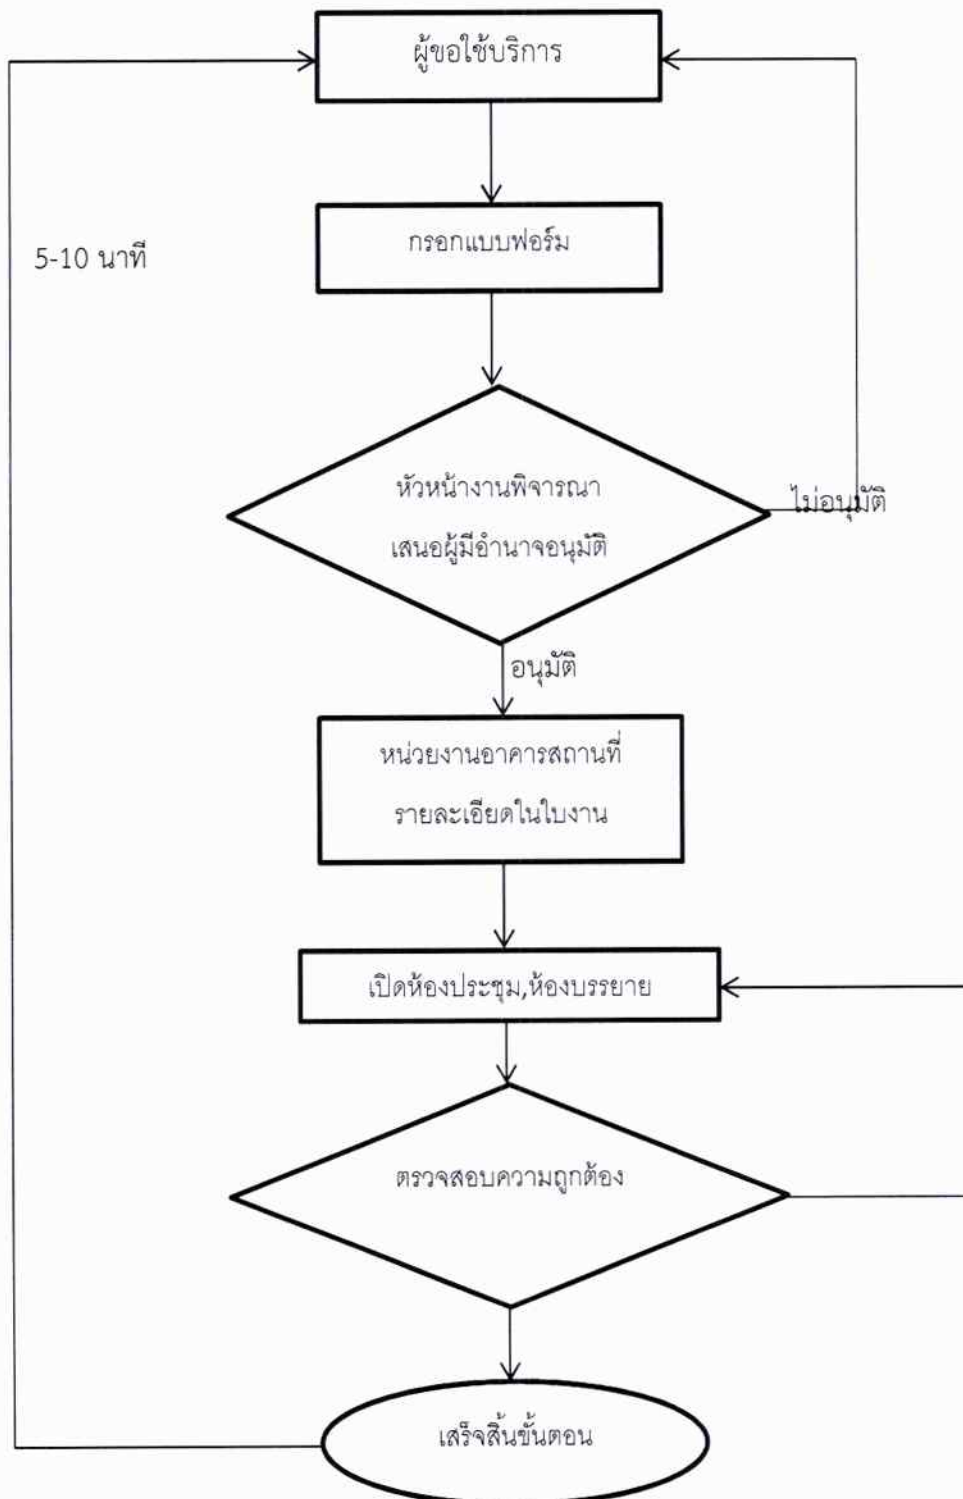 ผู้ขอใช้บริการ
กรอกแบบฟอร์ม
5-10 นาที
หัวหน้างานพิจารณา
เสนอผู้มีอำนาจอนุมัติ
ไม่อนุมัติ
อนุมัติ
หน่วยงานอาคารสถานที่
รายละเอียดในใบงาน
เปิดห้องประชุม,ห้องบรรยาย
ตรวจสอบความถูกต้อง
เสร็จสิ้นขั้นตอน